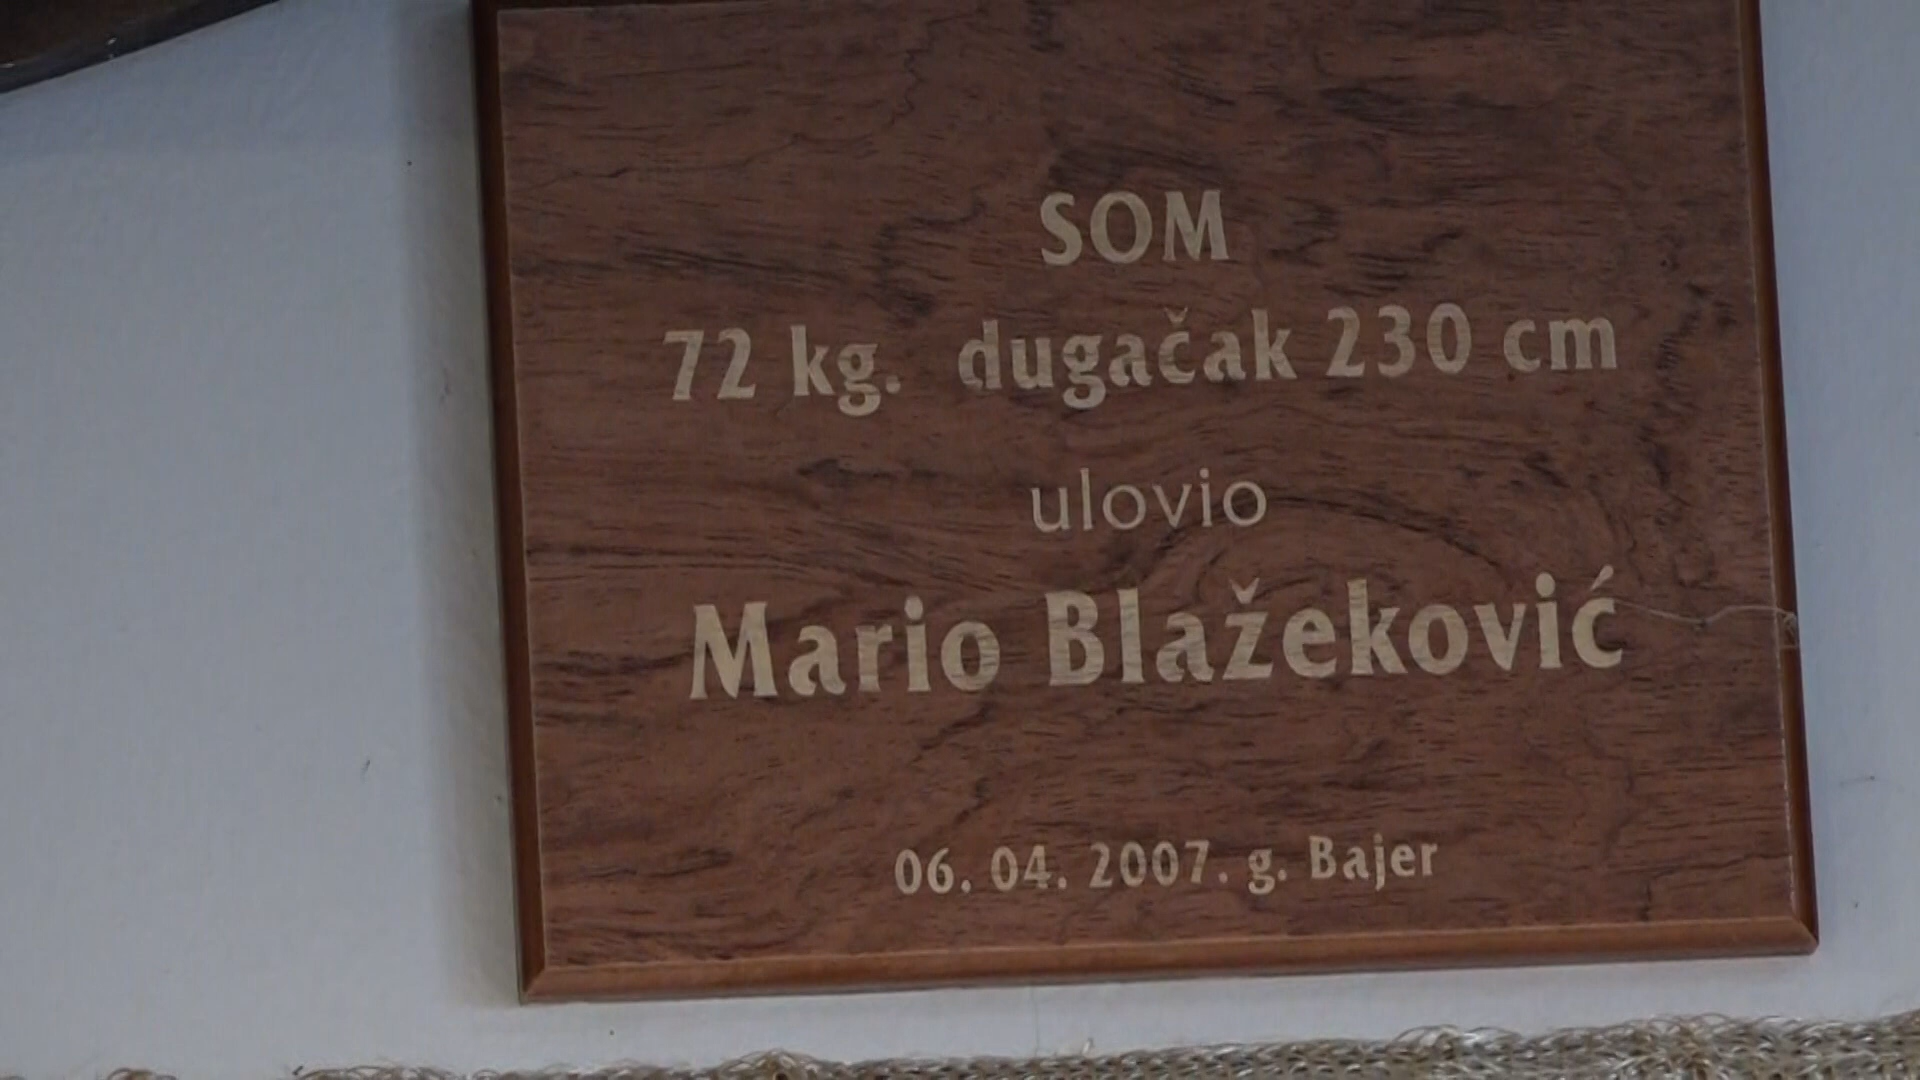 SOM
72 kg. dugačak 230 cm
ulovio
Mario Blažeković
06. 04. 2007. g. Bajer